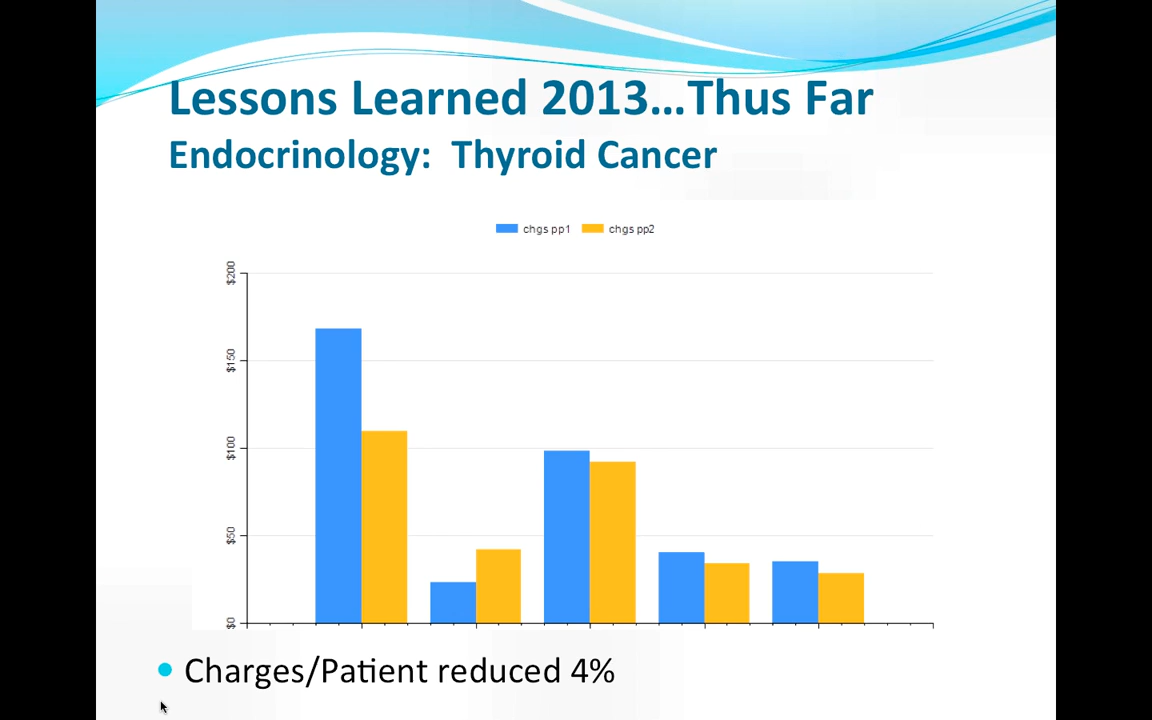 Lessons Learned 2013...Thus Far
Endocrinology:  Thyroid Cancer
chgs pp1 chgs pp2
$200
$150
$100
$50
$0
Charges/Patient reduced 4%